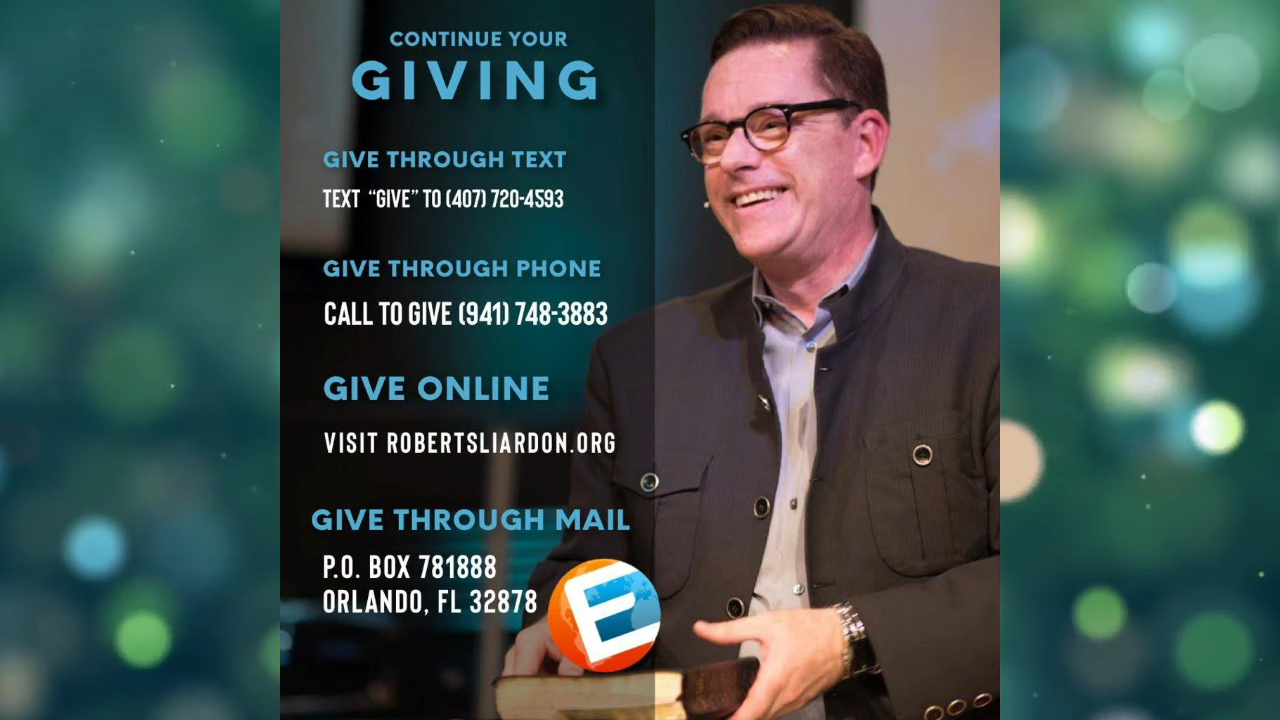 CONTINUE YOUR
GIVING
GIVE THROUGH TEXT
TEXT “GIVE” TO (407) 720-4593
GIVE THROUGH PHONE
CALL TO GIVE (941) 748-3883
GIVE ONLINE
VISIT ROBERTSLIARDON.ORG
GIVE THROUGH MAIL
P.O. BOX 781888
ORLANDO, FL 32878
E